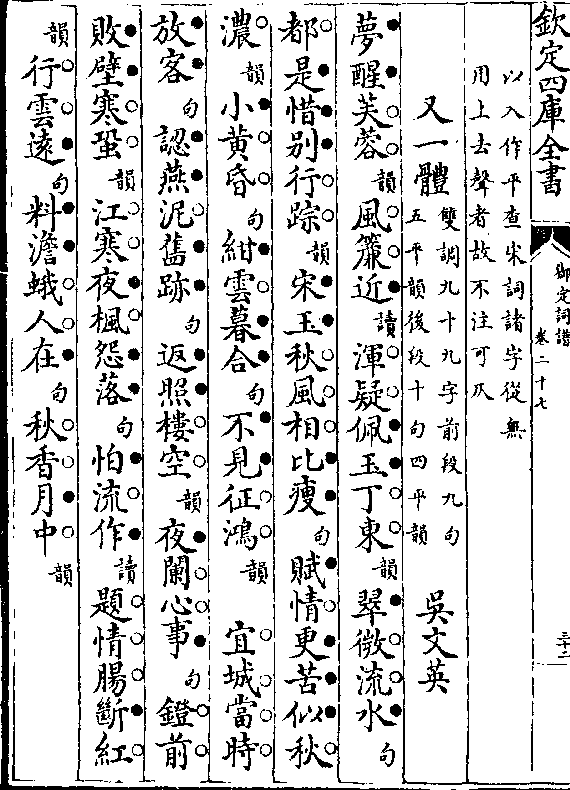 欽定四庫全書
御定詞譜
卷二十七
三十二
以入作平查宋詞諸字從無
用上去聲者故不注可仄
又一體
雙調九十九字前段九句
五平韻後段十句四平韻
吳文英
夢醒芙蓉韻風簾近讀渾疑佩玉丁東韻翠微流水句
都是惜别行踪韻宋玉秋風相比瘦句賦情更苦似秋
濃韻小黄昏句紺雲暮合句不見征鴻韻 宜城當時
放客句認燕泥舊跡句返照樓空韻夜闌心事句鐙前
敗壁寒蛩韻江寒夜楓怨落句怕流作讀題情腸斷紅
韻行雲遠句料澹蛾人在句秋香月中韻